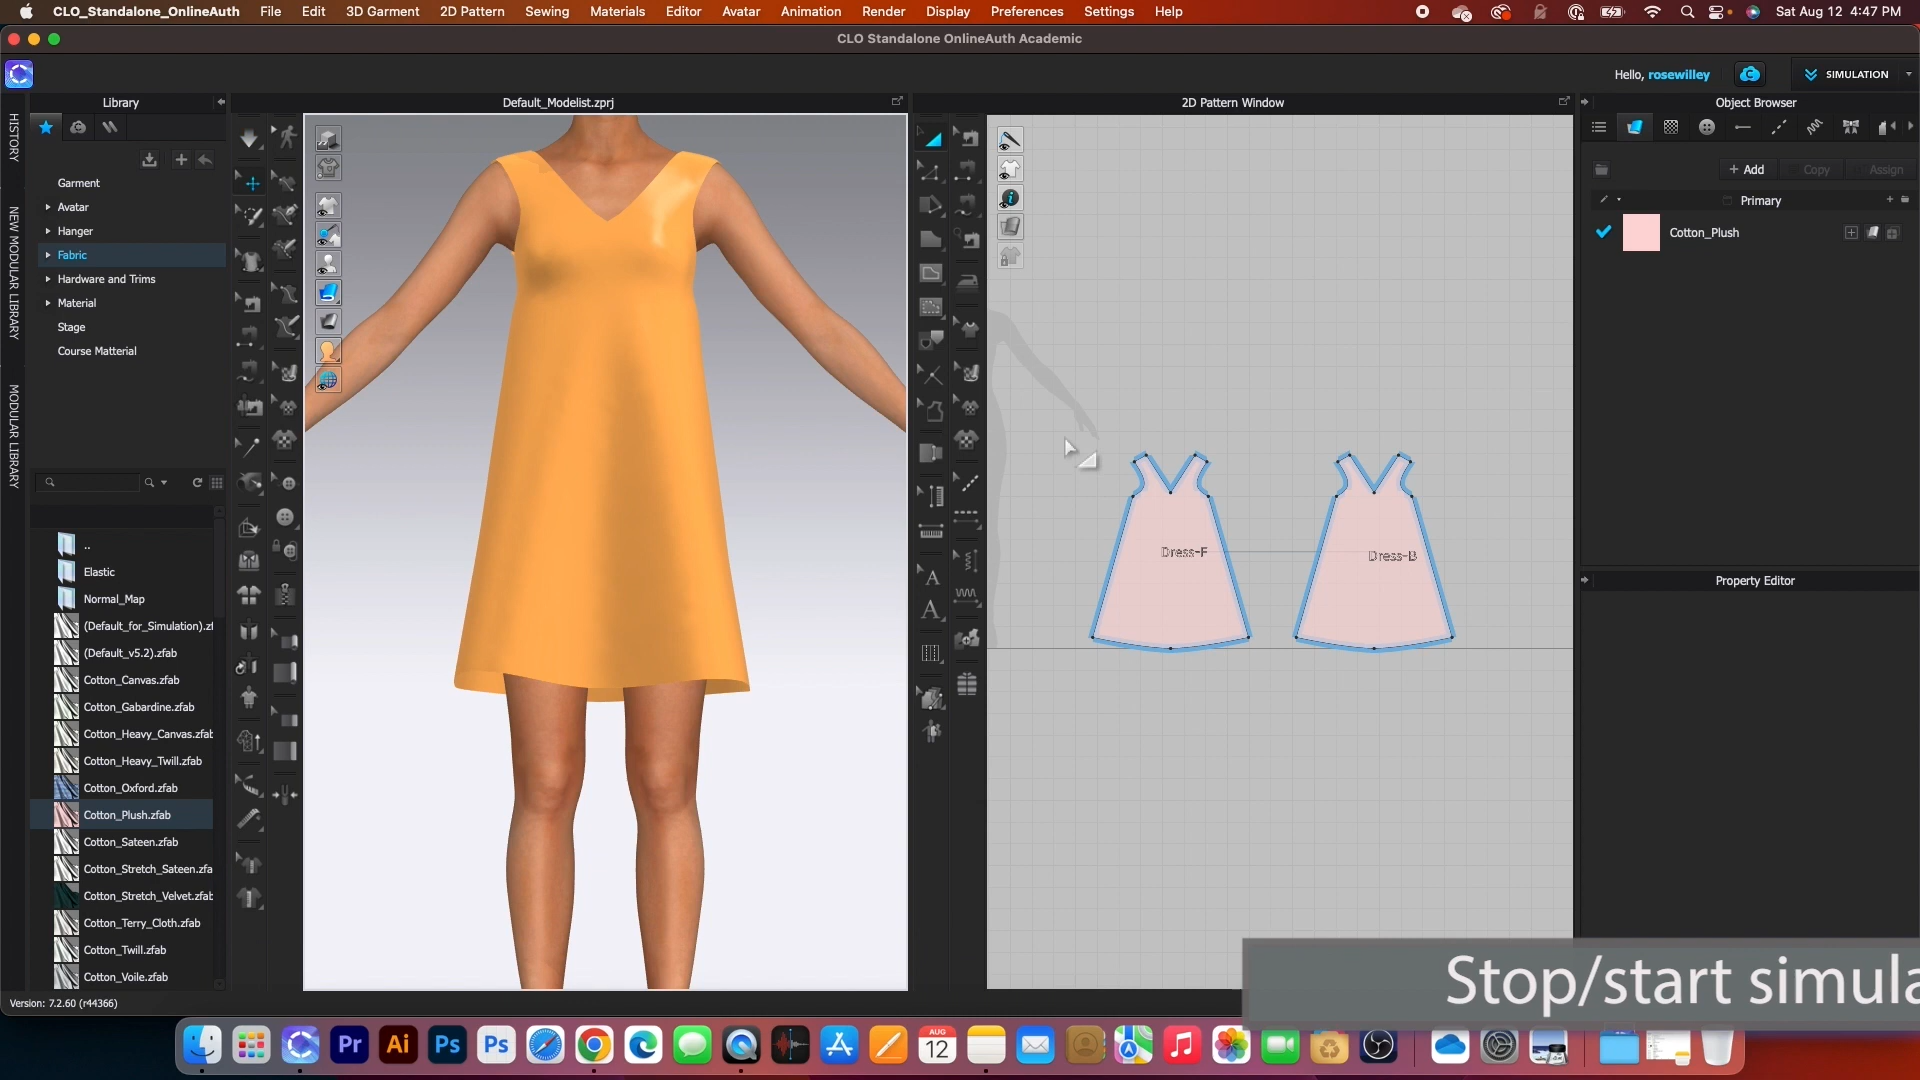 CLO_Standalone_OnlineAuth File Edit 3D Garment 2D Pattern Sewing Materials Editor Avatar Animation Render Display Preferences Settings Help Sat Aug 12 4:47 PM
CLO Standalone OnlineAuth Academic
Hello, rosewilley SIMULATION
Library Default_Modelist.zprj 2D Pattern Window Object Browser
HISTORY
NEW MODULAR LIBRARY
MODULAR LIBRARY
Garment
Avatar
Hanger
Fabric
Hardware and Trims
Material
Stage
Course Matterial
..
Elastic
Normal_Map
(Default_for_Simulation).zf
(Default_v5.2).zfab
Cotton_Canvas.zfab
Cotton_Gabardine.zfab
Cotton_Heavy_Canvas.zfab
Cotton_Heavy_Twill.zfab
Cotton_Oxford.zfab
Cotton_Plush.zfab
Cotton_Sateen.zfab
Cotton_Stretch_Sateen.zfa
Cotton_Stretch_Velvet.zfab
Cotton_Terry_Cloth.zfab
Cotton_Twill.zfab
Cotton_Voile.zfab
Version: 7.2.60 (r44366)
A
A
Dress-F
Dress-B
+ Add Copy Assign
Primary
Cotton_Plush
Property Editor
Stop/start simula
Pr Ai Ps Ps AUG
12